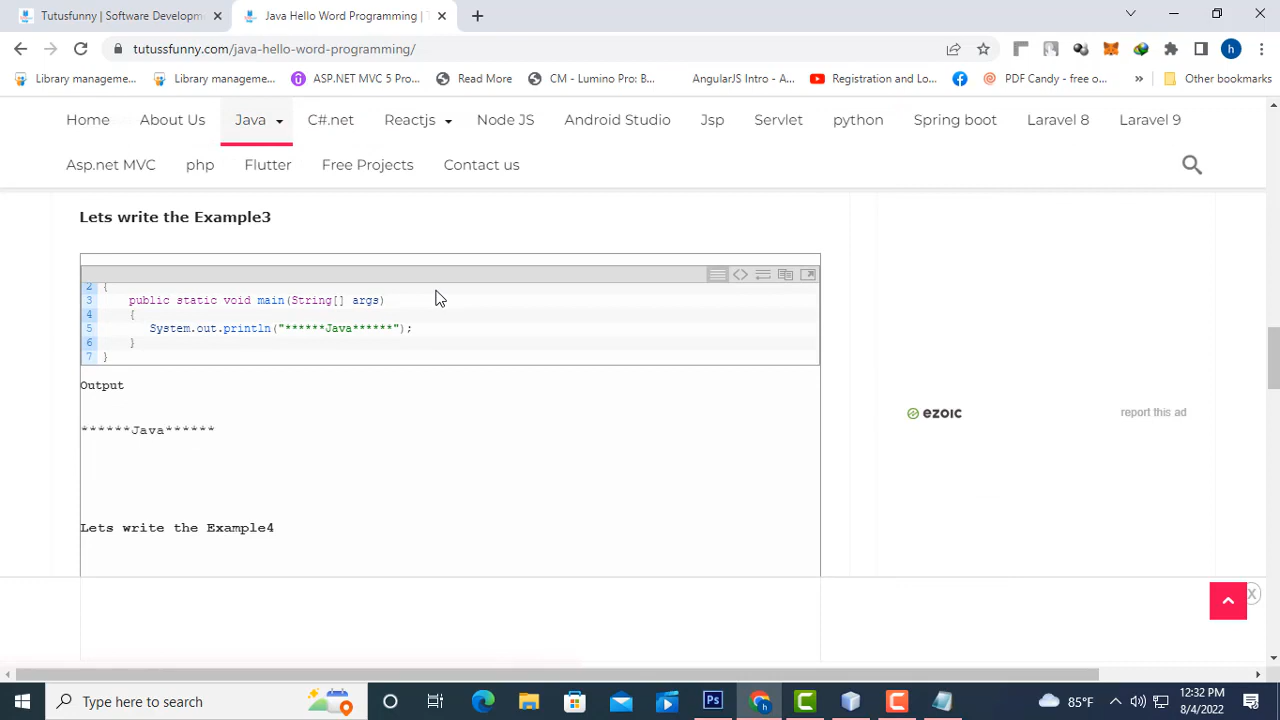 Tutusfunny | Software Developm
Java Hello Word Programming | T
tutussfunny.com/java-hello-word-programming/
h
Library manageme...
Library manageme...
ASP.NET MVC 5 Pro...
Read More
CM - Lumino Pro: B...
AngularJS Intro - A...
Registration and Lo...
PDF Candy - free o...
»
Other bookmarks
Home
About Us
Java
C#.net
Reactjs
Node JS
Android Studio
Jsp
Servlet
python
Spring boot
Laravel 8
Laravel 9
Asp.net MVC
php
Flutter
Free Projects
Contact us
Lets write the Example3
2 {
3 public static void main(String[] args)
4 {
5 System.out.println("******Java******");
6 }
7 }
Output
******Java******
ezoic
report this ad
Lets write the Example4
X
Type here to search
Ps
h
85°F
12:32 PM
8/4/2022